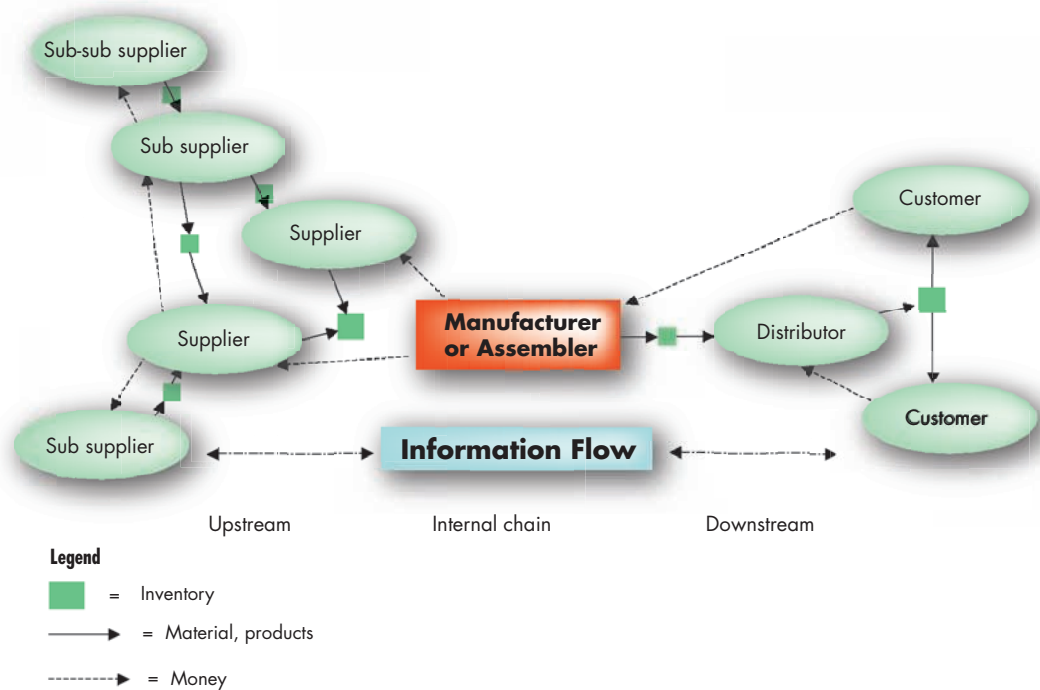 Sub-sub supplier
Sub supplier
Customer
Supplier
Manufacturer
or Assembler
Distributor
Supplier
Customer
Sub supplier
Information Flow
Upstream
Internal chain
Downstream
Legend
= Inventory
= Material, products
= Money